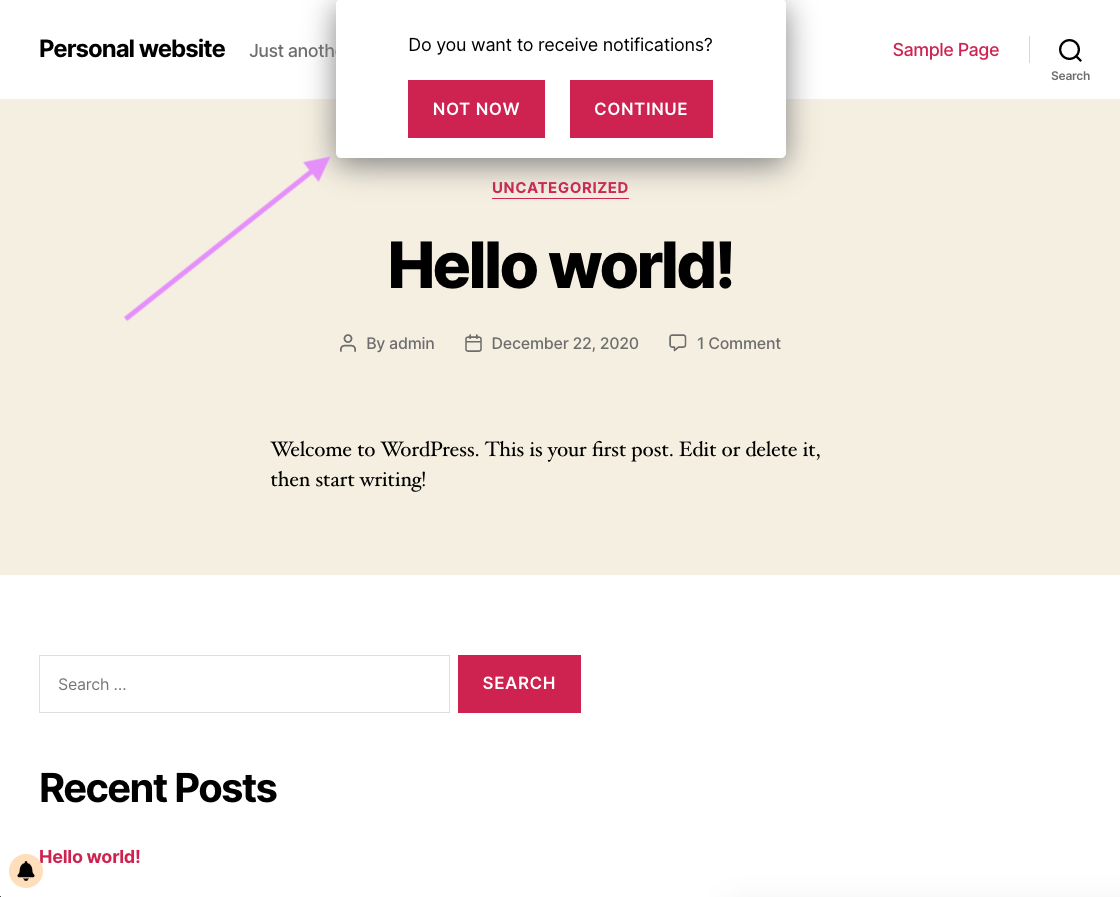 Personal website
Just anoth
Do you want to receive notifications?
NOT NOW
CONTINUE
Sample Page
Search
UNCATEGORIZED
Hello world!
By admin
December 22, 2020
1 Comment
Welcome to WordPress. This is your first post. Edit or delete it,
then start writing!
Search …
SEARCH
Recent Posts
Hello world!